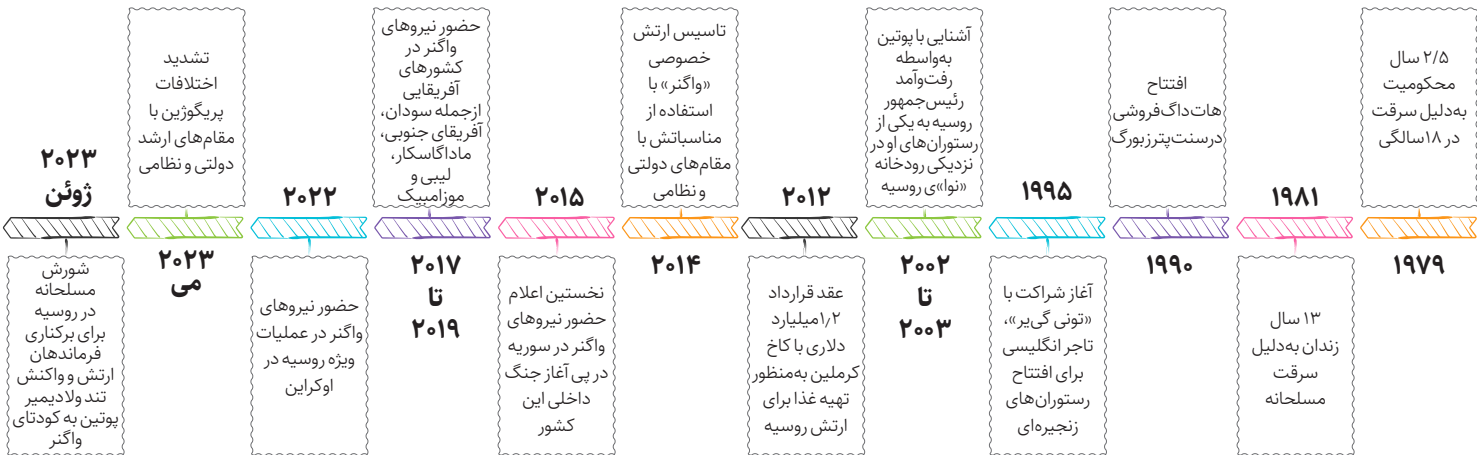 ۲/۵ سال
محکومیت
به‌دلیل سرقت
در ۱۸سالگی
۱۹۷۹
۱۹۸۱
۱۳ سال
زندان به‌دلیل
سرقت
مسلحانه
افتتاح
هات‌داگ‌فروشی
درسنت‌پترزبورگ
۱۹۹۰
۱۹۹۵
آغاز شراکت با
«تونی گی‌یر»،
تاجر انگلیسی
برای افتتاح
رستوران‌های
زنجیره‌ای
آشنایی با پوتین
به‌واسطه
رفت‌وآمد
رئیس‌جمهور
روسیه به یکی از
رستوران‌های او در
نزدیکی رودخانه
«نوا»ی روسیه
۲۰۰۲
تا
۲۰۰۳
۲۰۱۲
عقد قرارداد
۱٫۲میلیارد
دلاری با کاخ
کرملین به‌منظور
تهیه غذا برای
ارتش روسیه
تاسیس ارتش
خصوصی
«واگنر» با
استفاده از
مناسباتش با
مقام‌های دولتی
و نظامی
۲۰۱۴
۲۰۱۵
نخستین اعلام
حضور نیروهای
واگنر در سوریه
در پی آغاز جنگ
داخلی این
کشور
حضور نیروهای
واگنر در
کشورهای
آفریقایی
ازجمله سودان،
آفریقای جنوبی،
ماداگاسکار،
لیبی و
موزامبیک
۲۰۱۷
تا
۲۰۱۹
۲۰۲۲
حضور نیروهای
واگنر در عملیات
ویژه روسیه در
اوکراین
تشدید
اختلافات
پریگوژین با
مقام‌های ارشد
دولتی و نظامی
۲۰۲۳
می
۲۰۲۳
ژوئن
شورش
مسلحانه
در روسیه
برای برکناری
فرماندهان
ارتش و واکنش
تند ولادیمیر
پوتین به کودتای
واگنر